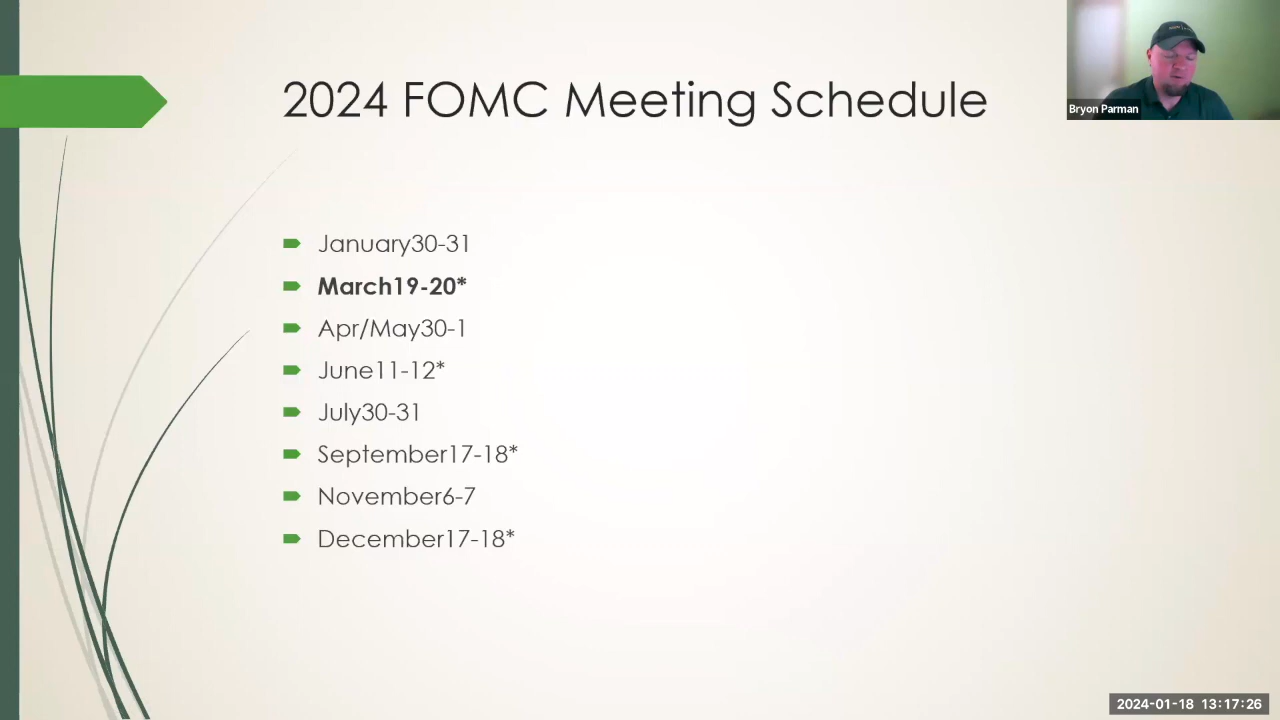 2024 FOMC Meeting Schedule
Bryon Parman
January30-31
March19-20*
Apr/May30-1
June11-12*
July30-31
September17-18*
November6-7
December17-18*
2024-01-18 13:17:26